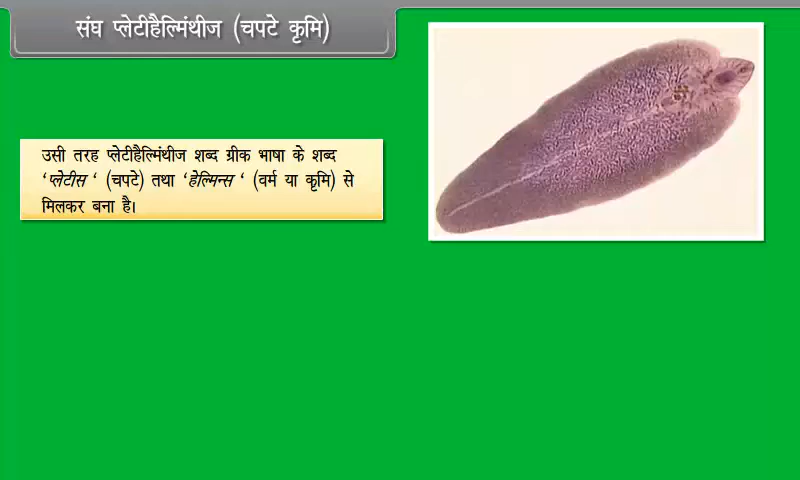 संघ प्लेटीहैल्मिंथीज (चपटे कृमि)
उसी तरह प्लेटीहैल्मिंथीज शब्द ग्रीक भाषा के शब्द
'प्लेटीस ' (चपटे) तथा 'हेल्मिन्स ' (वर्म या कृमि) से
मिलकर बना है।